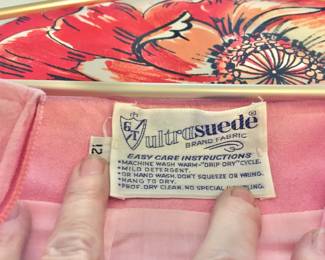 ultrasuede®
BRAND FABRIC
EASY CARE INSTRUCTIONS
•MACHINE WASH WARM-"DRIP DRY" CYCLE.
•MILD DETERGENT.
•OR HAND WASH. DON'T SQUEEZE OR WRING.
•HANG TO DRY.
•PROF. DRY CLEAN. NO SPECIAL
12